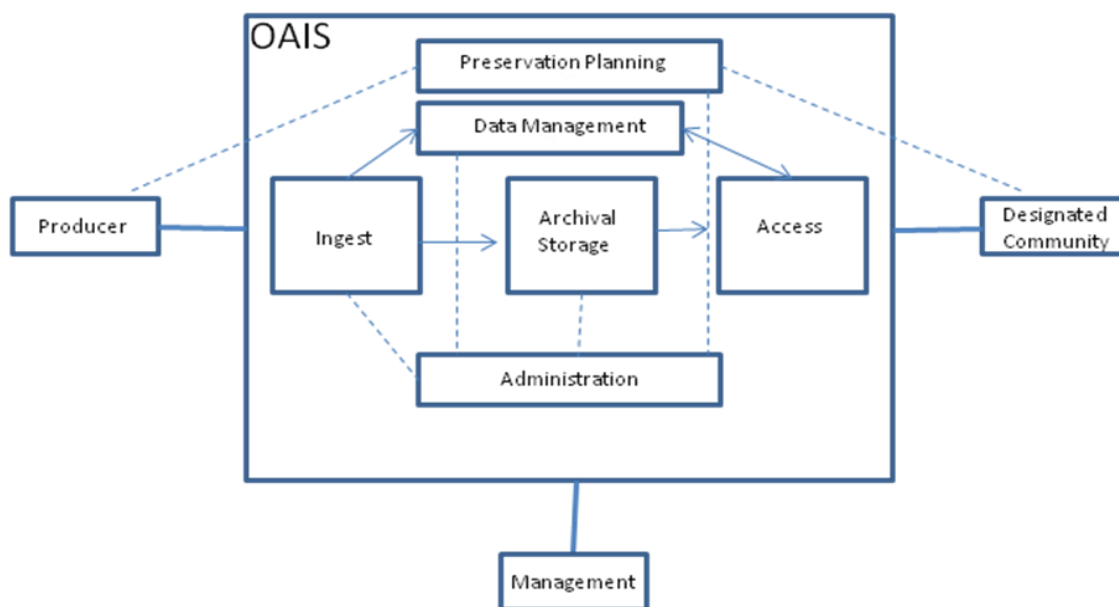 OAIS
Preservation Planning
Data Management
Producer
Ingest
Archival
Storage
Access
Designated
Community
Administration
Management